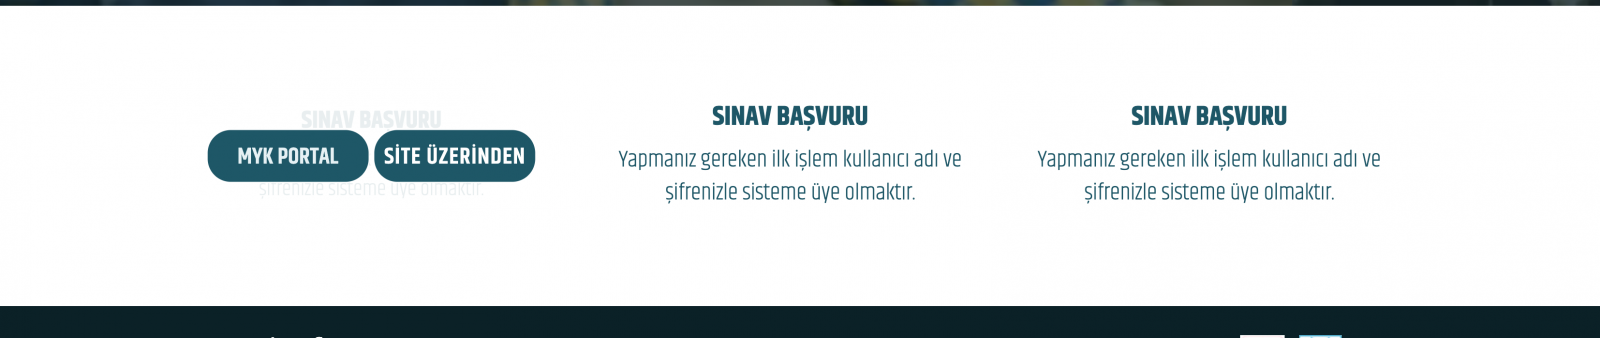 SINAV BAŞVURU
MYK PORTAL
SİTE ÜZERİNDEN
şifrenizle sisteme üye olmaktır.
SINAV BAŞVURU
Yapmanız gereken ilk işlem kullanıcı adı ve
şifrenizle sisteme üye olmaktır.
SINAV BAŞVURU
Yapmanız gereken ilk işlem kullanıcı adı ve
şifrenizle sisteme üye olmaktır.